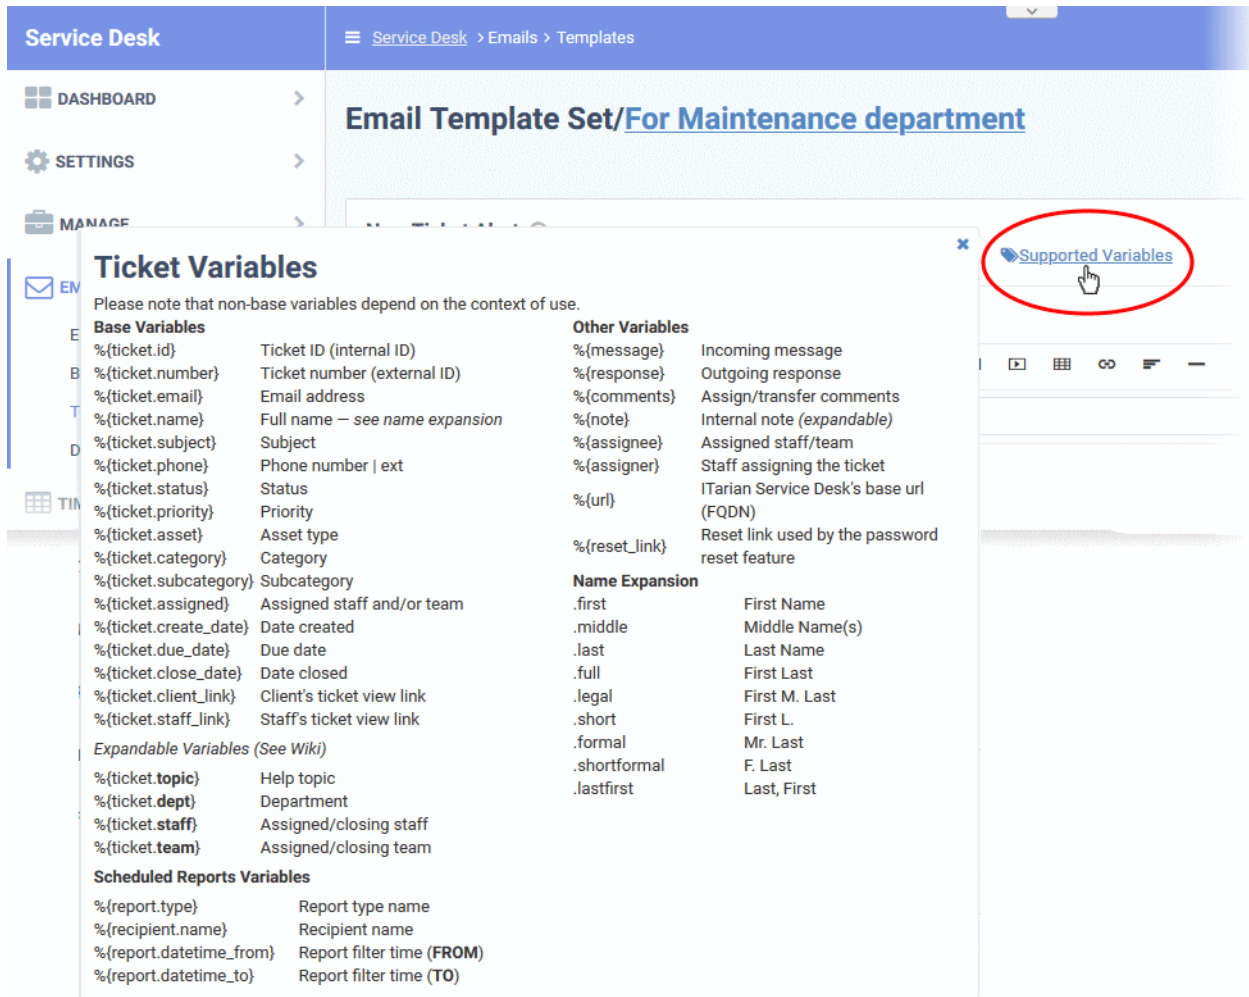 Service Desk
Service Desk > Emails > Templates
DASHBOARD
SETTINGS
MANAGE
Email Template Set/For Maintenance department
Supported Variables
Ticket Variables
Please note that non-base variables depend on the context of use.
Base Variables
%{ticket.id} Ticket ID (internal ID)
%{ticket.number} Ticket number (external ID)
%{ticket.email} Email address
%{ticket.name} Full name — see name expansion
%{ticket.subject} Subject
%{ticket.phone} Phone number | ext
%{ticket.status} Status
%{ticket.priority} Priority
%{ticket.asset} Asset type
%{ticket.category} Category
%{ticket.subcategory} Subcategory
%{ticket.assigned} Assigned staff and/or team
%{ticket.create_date} Date created
%{ticket.due_date} Due date
%{ticket.close_date} Date closed
%{ticket.client_link} Client's ticket view link
%{ticket.staff_link} Staff's ticket view link
Expandable Variables (See Wiki)
%{ticket.topic} Help topic
%{ticket.dept} Department
%{ticket.staff} Assigned/closing staff
%{ticket.team} Assigned/closing team
Scheduled Reports Variables
%{report.type} Report type name
%{recipient.name} Recipient name
%{report.datetime_from} Report filter time (FROM)
%{report.datetime_to} Report filter time (TO)
Other Variables
%{message} Incoming message
%{response} Outgoing response
%{comments} Assign/transfer comments
%{note} Internal note (expandable)
%{assignee} Assigned staff/team
%{assigner} Staff assigning the ticket
%{url} ITarian Service Desk's base url
(FQDN)
%{reset_link} Reset link used by the password
reset feature
Name Expansion
.first First Name
.middle Middle Name(s)
.last Last Name
.full First Last
.legal First M. Last
.short First L.
.formal Mr. Last
.shortformal F. Last
.lastfirst Last, First